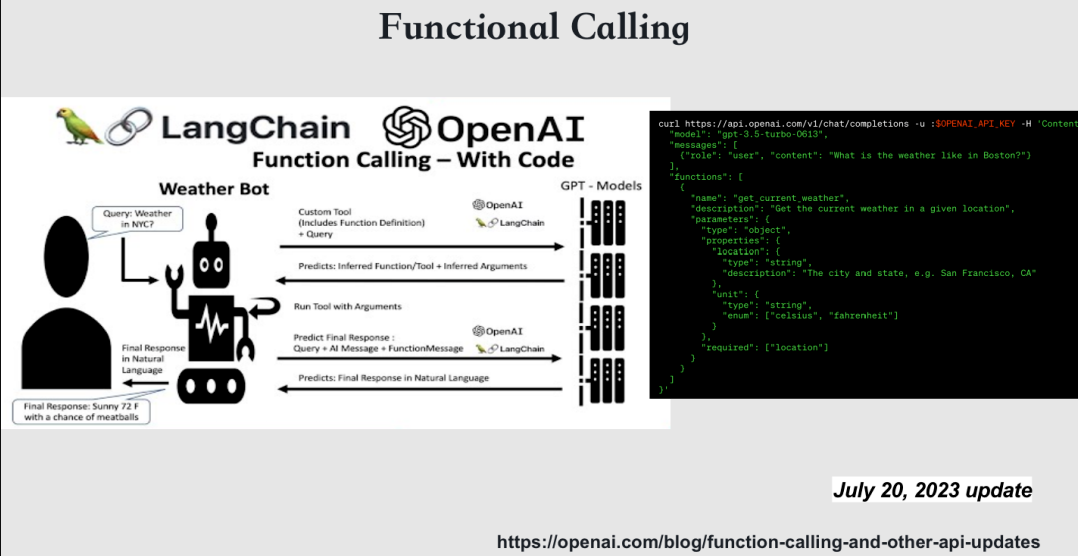 Functional Calling
LangChain
OpenAI
Function Calling – With Code
Weather Bot
GPT - Models
Query: Weather
in NYC?
Custom Tool
(Includes Function Definition)
+ Query
OpenAI
LangChain
Predicts: Inferred Function/Tool + Inferred Arguments
Run Tool with Arguments
Predict Final Response :
Query + AI Message + FunctionMessage
OpenAI
LangChain
Final Response
in Natural
Language
Predicts: Final Response in Natural Language
Final Response: Sunny 72 F
with a chance of meatballs
curl https://api.openai.com/v1/chat/completions -u :$OPENAI_API_KEY -H 'Content
"model": "gpt-3.5-turbo-0613",
"messages": [
{"role": "user", "content": "What is the weather like in Boston?"}
],
"functions": [
{
"name": "get_current_weather",
"description": "Get the current weather in a given location",
"parameters": {
"type": "object",
"properties": {
"location": {
"type": "string",
"description": "The city and state, e.g. San Francisco, CA"
},
"unit": {
"type": "string",
"enum": ["celsius", "fahrenheit"]
}
},
"required": ["location"]
}
}
]
}'
July 20, 2023 update
https://openai.com/blog/function-calling-and-other-api-updates